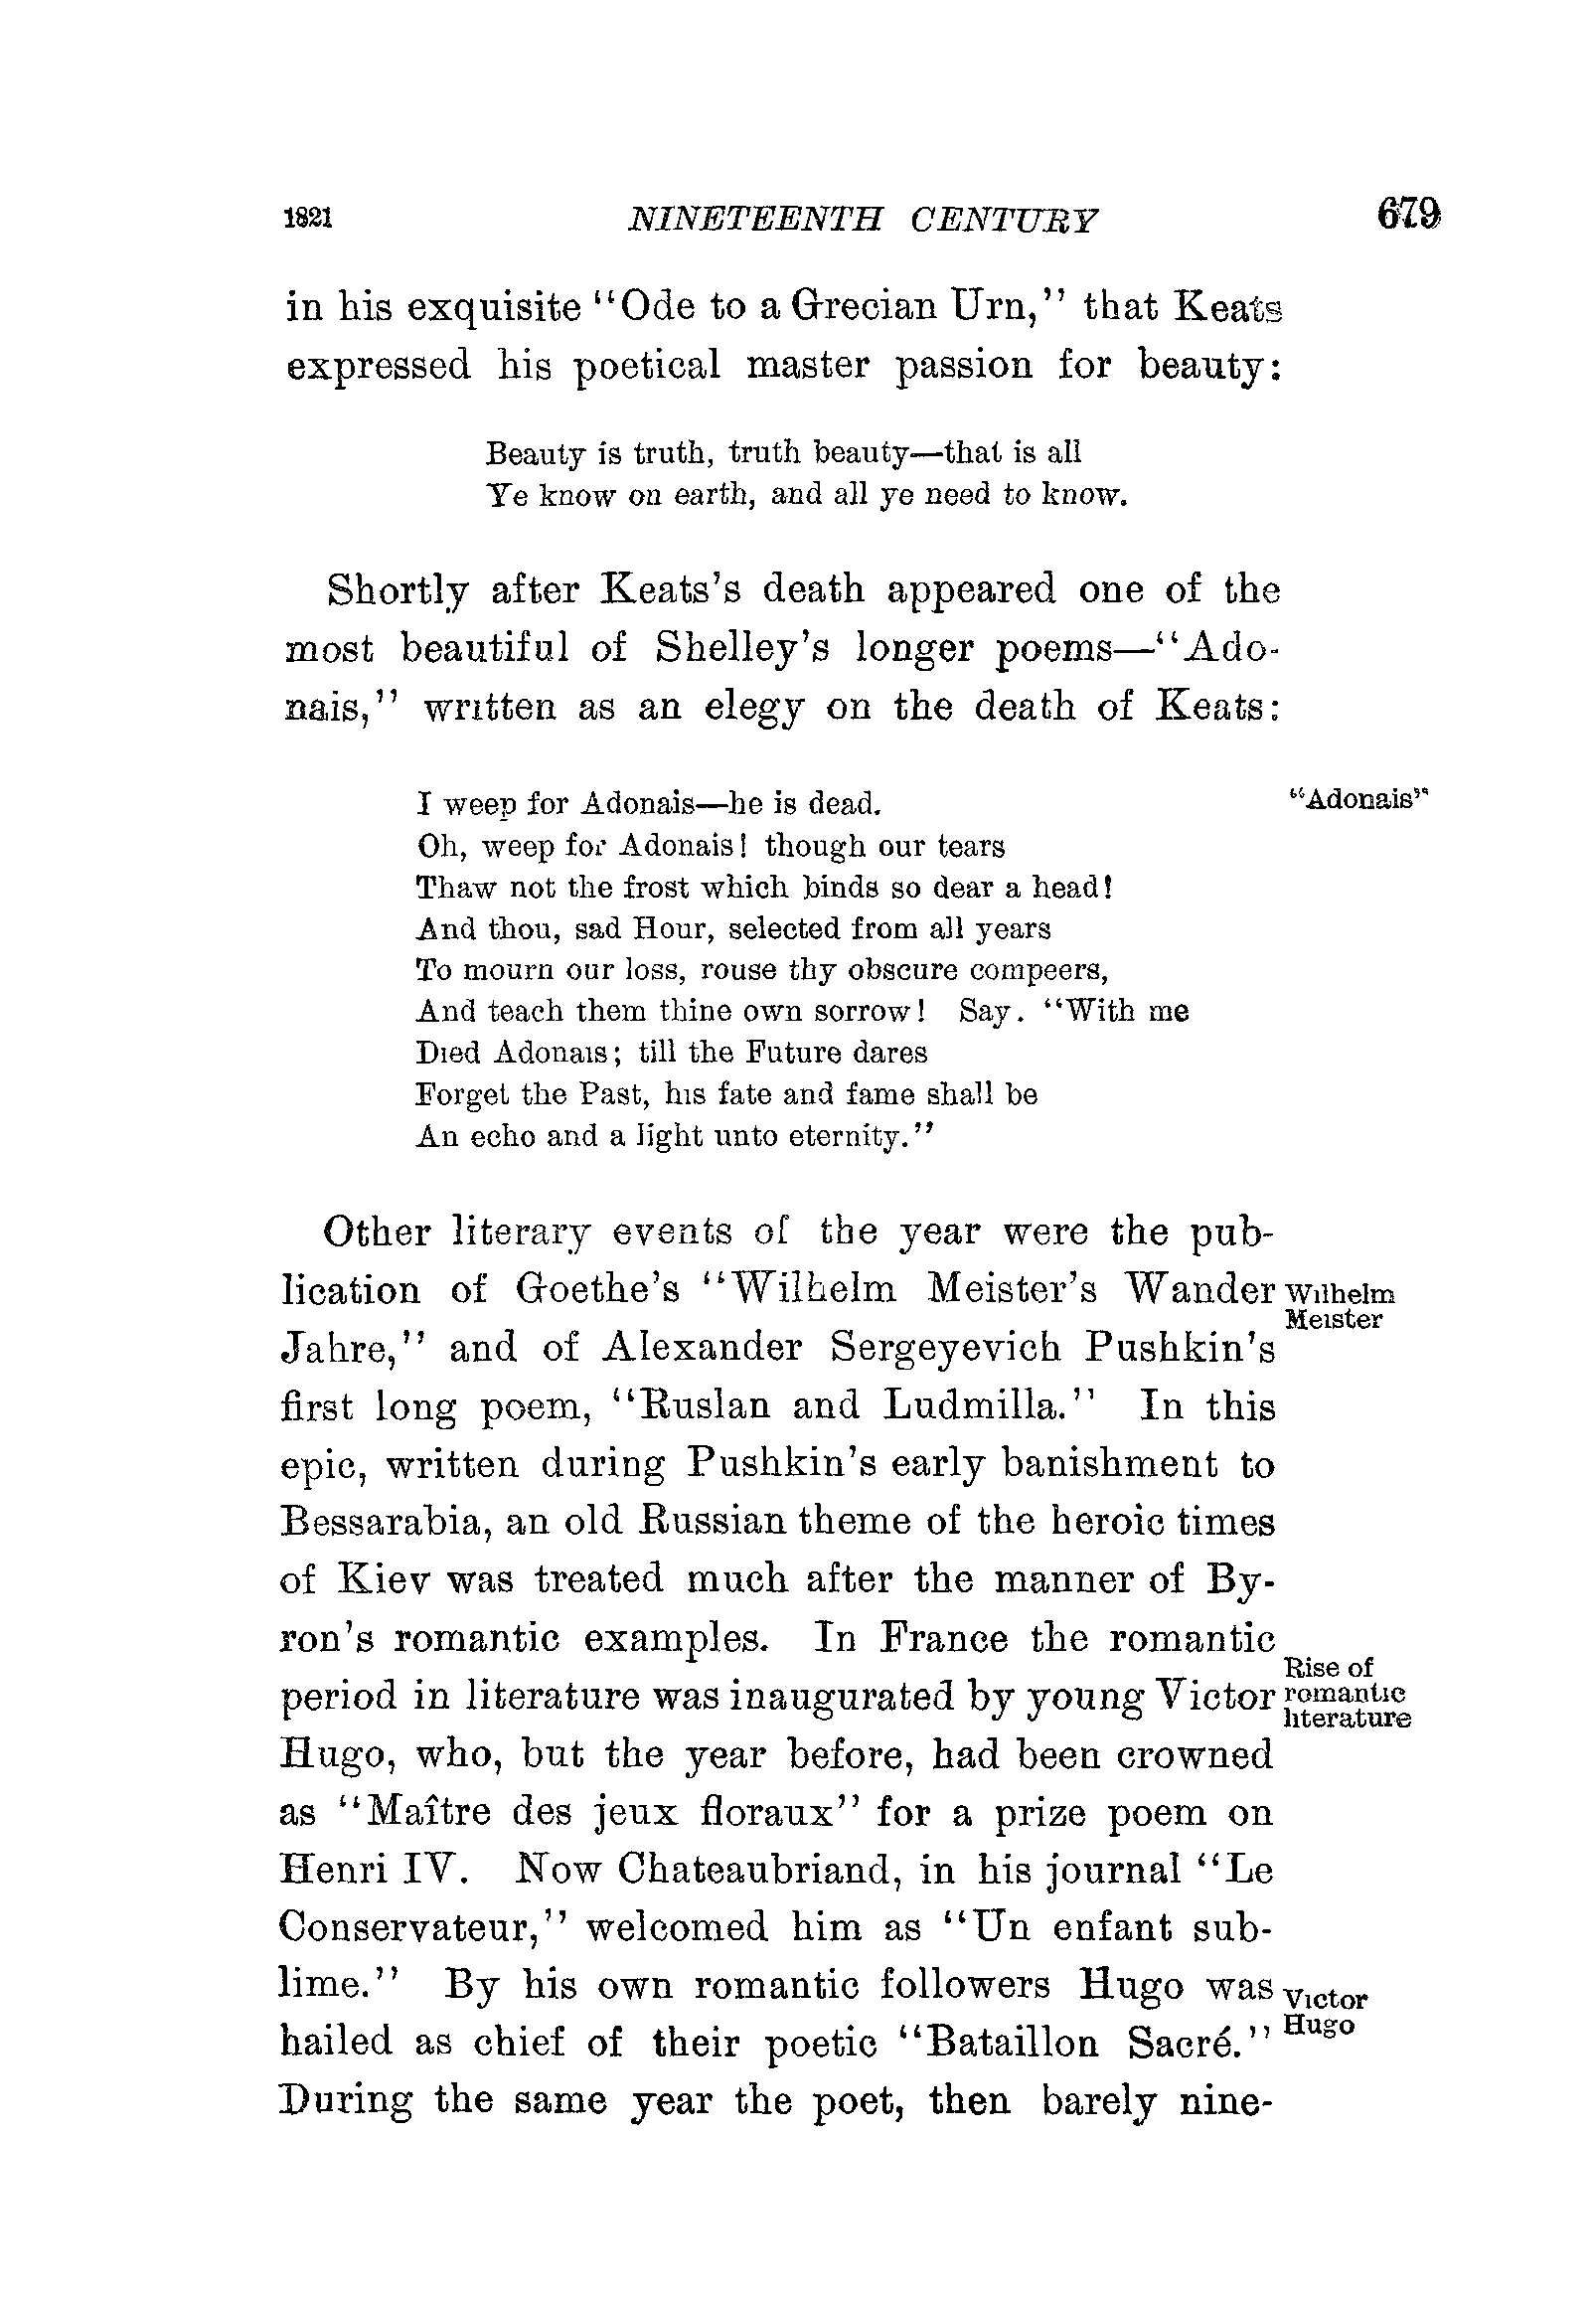 1821 NINETEENTH CENTURY 679
in his exquisite "Ode to a Grecian Urn," that Keats
expressed his poetical master passion for beauty:
Beauty is truth, truth beauty—that is all
Ye know on earth, and all ye need to know.
Shortly after Keats's death appeared one of the
most beautiful of Shelley's longer poems—"Ado-
nais," written as an elegy on the death of Keats:
I weep for Adonais—he is dead.
"Adonais"
Oh, weep for Adonais! though our tears
Thaw not the frost which binds so dear a head!
And thou, sad Hour, selected from all years
To mourn our loss, rouse thy obscure compeers,
And teach them thine own sorrow! Say. "With me
Died Adonais; till the Future dares
Forget the Past, his fate and fame shall be
An echo and a light unto eternity."
Other literary events of the year were the pub-
lication of Goethe's "Wilhelm Meister's Wander
Wilhelm
Meister
Jahre," and of Alexander Sergeyevich Pushkin's
first long poem, "Ruslan and Ludmilla." In this
epic, written during Pushkin's early banishment to
Bessarabia, an old Russian theme of the heroic times
of Kiev was treated much after the manner of By-
ron's romantic examples. In France the romantic
Rise of
romantic
literature
period in literature was inaugurated by young Victor
Hugo, who, but the year before, had been crowned
as "Maître des jeux floraux" for a prize poem on
Henri IV. Now Chateaubriand, in his journal "Le
Conservateur," welcomed him as "Un enfant sub-
lime." By his own romantic followers Hugo was
Victor
Hugo
hailed as chief of their poetic "Bataillon Sacré."
During the same year the poet, then barely nine-